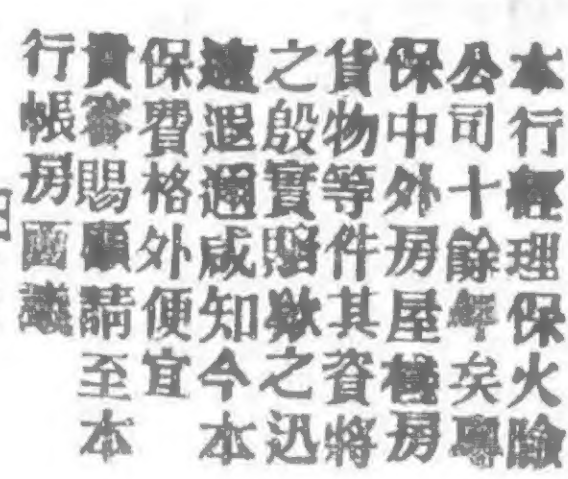 本行經理保火險
公司十餘年矣專
保中外房屋棧房
貨物等件其資將
之殷實賠欵之迅
速遐邇咸知今本
保費格外便宜
貴賜顧請至本
行帳房面議